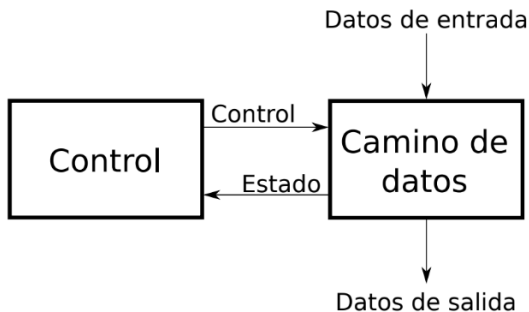 Datos de entrada
Control
Control
Estado
Camino de
datos
Datos de salida